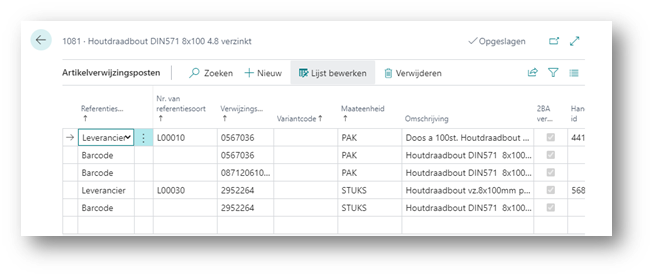 1081 · Houtdraadbout DIN571 8x100 4.8 verzinkt
Opgeslagen
Artikelverwijzingsposten
Zoeken
Nieuw
Lijst bewerken
Verwijderen
Referenties... ↑
Nr. van referentiesoort ↑
Verwijzings... ↑
Variantcode ↑
Maateenheid ↑
Omschrijving
2BA ver...
Han id
Leverancier L00010 0567036 PAK Doos a 100st. Houtdraadbout ... 441
Barcode 0567036 PAK Houtdraadbout DIN571 8x100...
Barcode 087120610... PAK Houtdraadbout DIN571 8x100...
Leverancier L00030 2952264 STUKS Houtdraadbout vz.8x100mm p... 568
Barcode 2952264 STUKS Houtdraadbout DIN571 8x100...